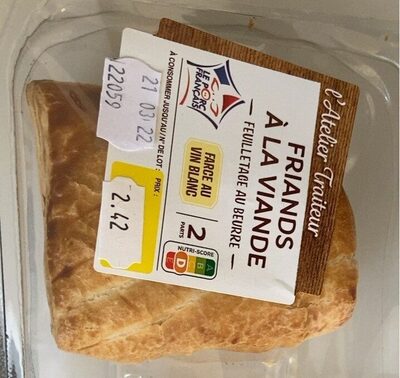 l'Atelier Traiteur
FRIANDS
À LA VIANDE
FEUILLETAGE AU BEURRE
LE PORC
FRANÇAIS
FARCE AU
VIN BLANC
2
PARTS
NUTRI-SCORE
A B C D E
À CONSOMMER JUSQU'AU / N° DE LOT :
PRIX :
21 03 22
22059
2.42